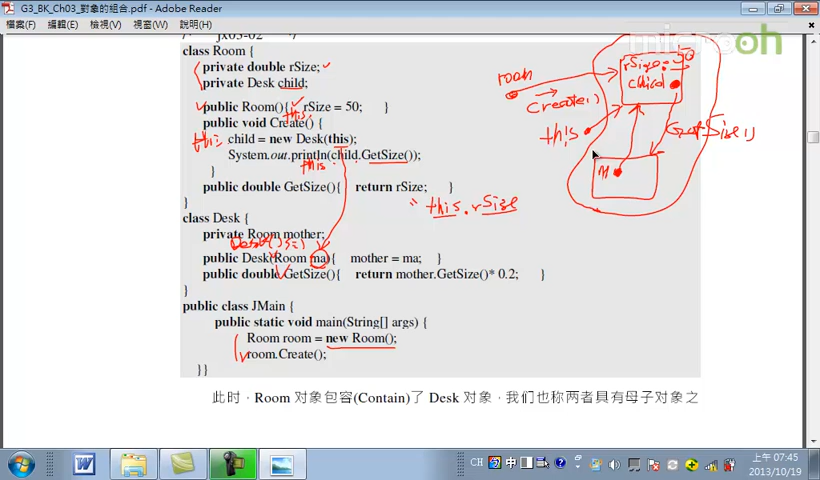 G3_BK_Ch03_對象的組合.pdf - Adobe Reader
檔案(F) 編輯(E) 檢視(V) 視窗(W) 說明(H)
microoh
jx03-02
class Room {
private double rSize;
private Desk child;
public Room(){ rSize = 50; }
this.
public void Create() {
this. child = new Desk(this);
System.out.println(child.GetSize());
this.
}
public double GetSize(){ return rSize; }
}
this.rSize
class Desk {
private Room mother;
public Desk(Room ma){ mother = ma; }
public double GetSize(){ return mother.GetSize()* 0.2; }
}
public class JMain {
public static void main(String[] args) {
Room room = new Room();
room.Create();
}}
room
Create()
rSize: 50
child
this
GetSize()
此时，Room 对象包容(Contain)了 Desk 对象，我们也称两者具有母子对象之
CH 中
上午 07:45
2013/10/19